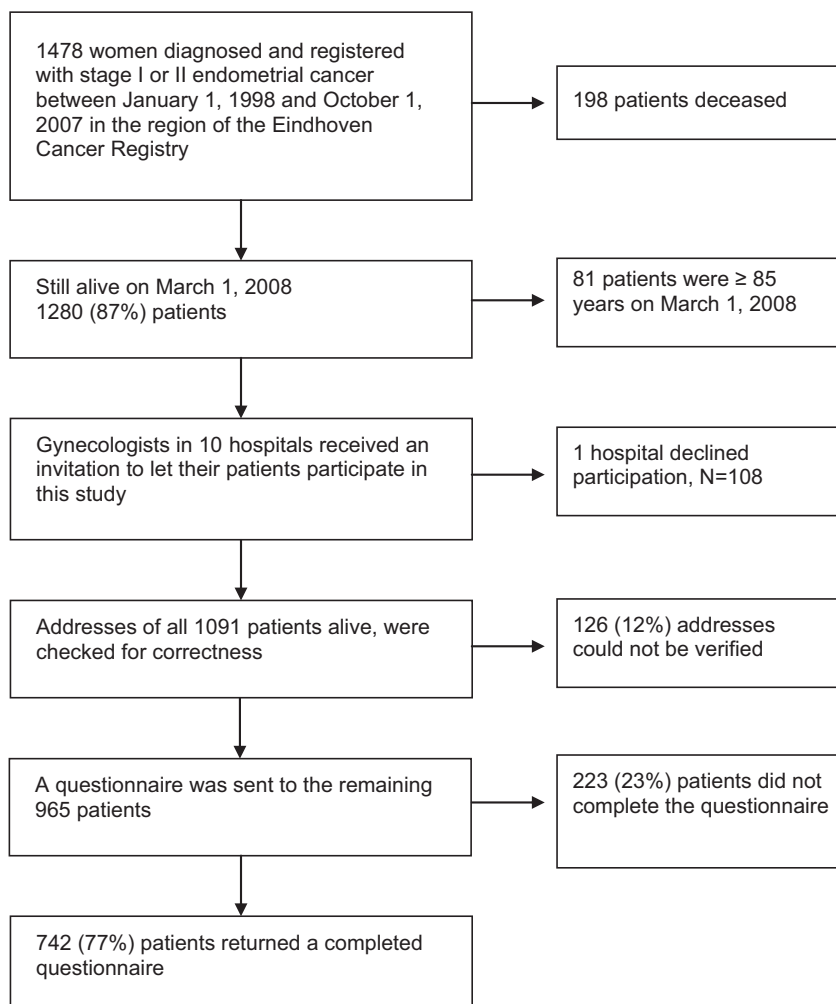 1478 women diagnosed and registered
with stage I or II endometrial cancer
between January 1, 1998 and October 1,
2007 in the region of the Eindhoven
Cancer Registry
198 patients deceased
Still alive on March 1, 2008
1280 (87%) patients
81 patients were ≥ 85
years on March 1, 2008
Gynecologists in 10 hospitals received an
invitation to let their patients participate in
this study
1 hospital declined
participation, N=108
Addresses of all 1091 patients alive, were
checked for correctness
126 (12%) addresses
could not be verified
A questionnaire was sent to the remaining
965 patients
223 (23%) patients did not
complete the questionnaire
742 (77%) patients returned a completed
questionnaire